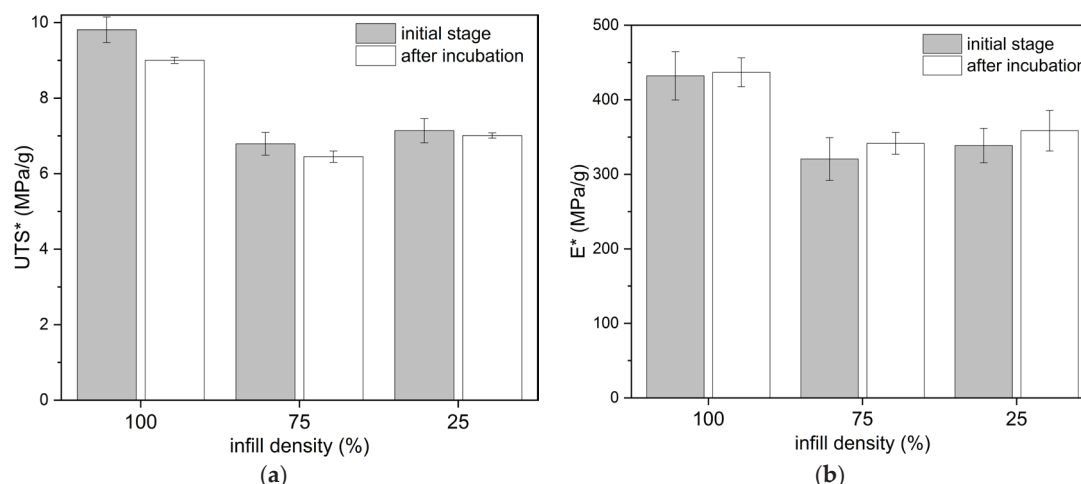 10
8
6
4
2
0
UTS* (MPa/g)
initial stage
after incubation
100 75 25
infill density (%)
(a)
500
400
300
200
100
0
E* (MPa/g)
initial stage
after incubation
100 75 25
infill density (%)
(b)